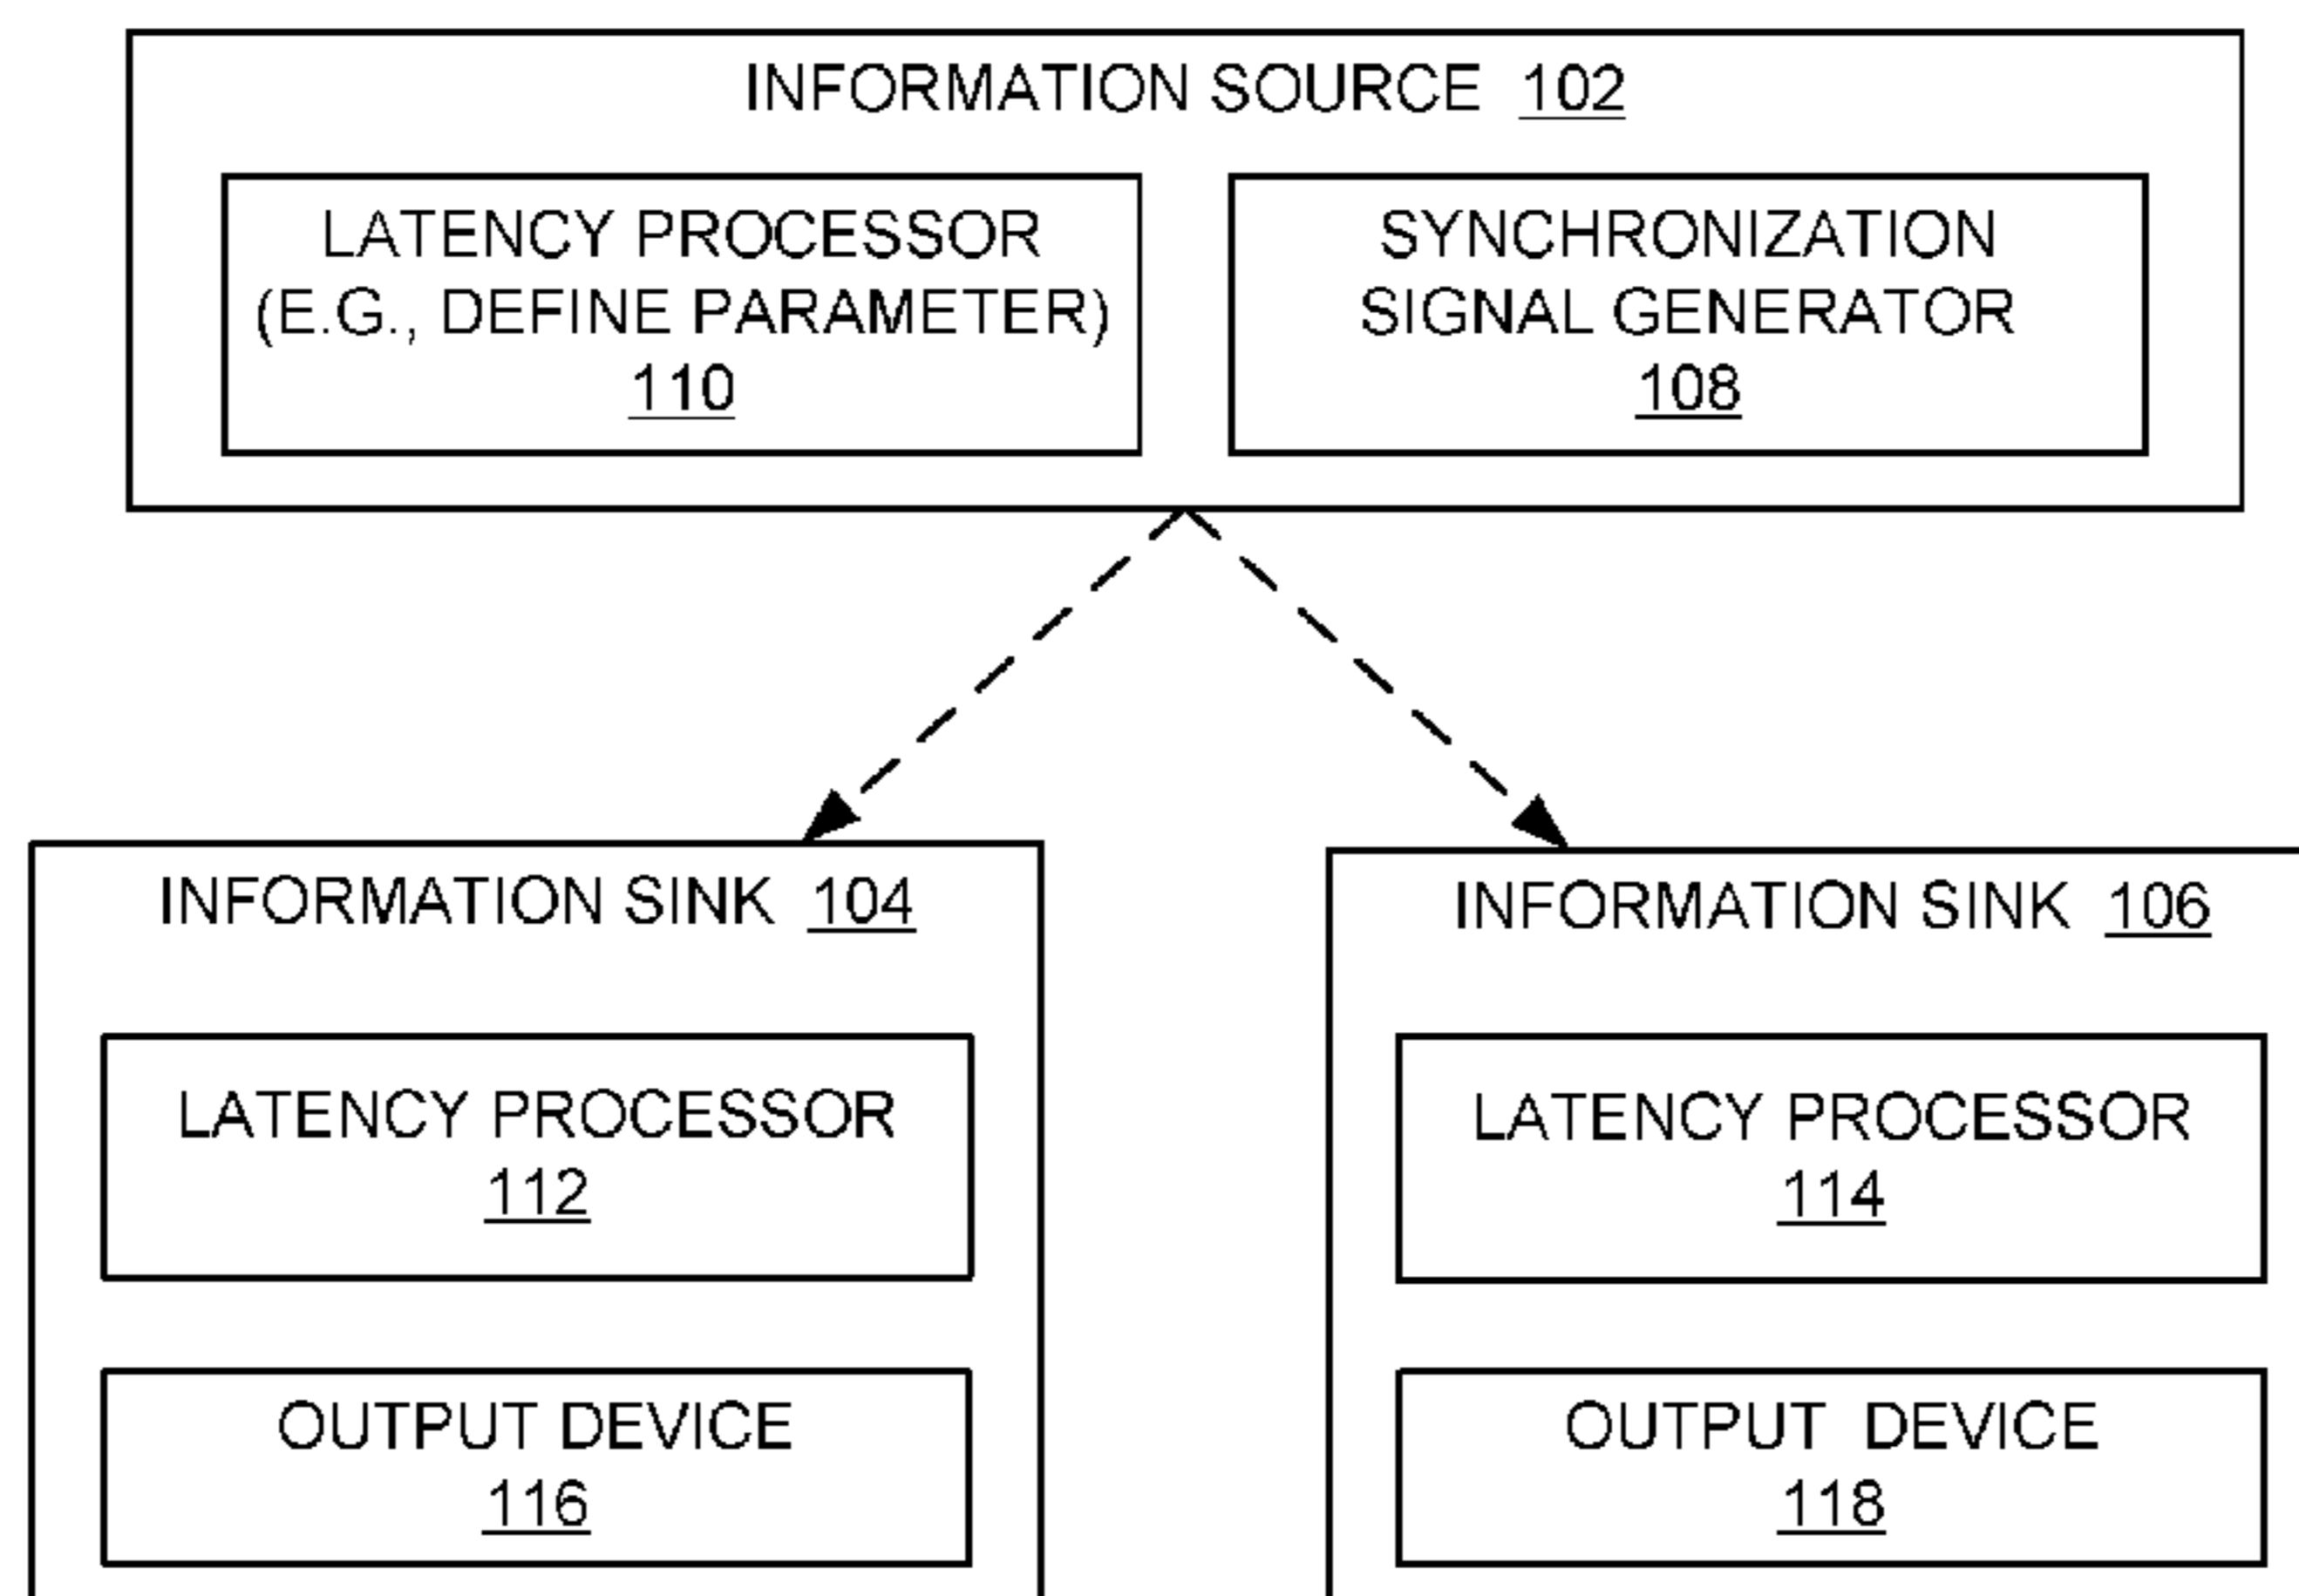 INFORMATION SOURCE 102
LATENCY PROCESSOR
(E.G., DEFINE PARAMETER)
110
SYNCHRONIZATION
SIGNAL GENERATOR
108
INFORMATION SINK 104
LATENCY PROCESSOR
112
OUTPUT DEVICE
116
INFORMATION SINK 106
LATENCY PROCESSOR
114
OUTPUT DEVICE
118